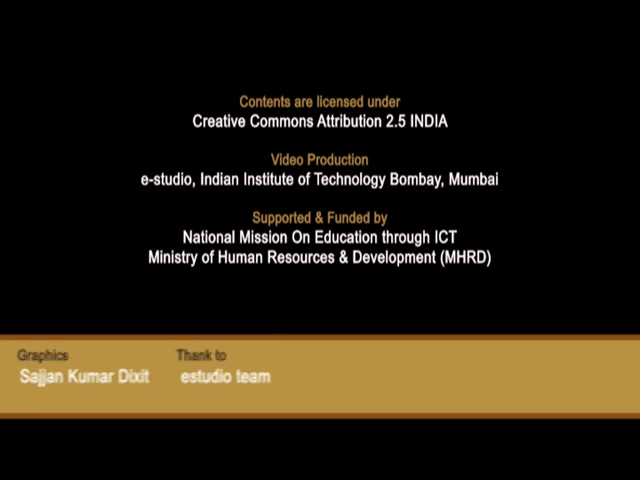 Contents are licensed under
Creative Commons Attribution 2.5 INDIA
Video Production
e-studio, Indian Institute of Technology Bombay, Mumbai
Supported & Funded by
National Mission On Education through ICT
Ministry of Human Resources & Development (MHRD)
Graphics
Sajjan Kumar Dixit
Thank to
estudio team